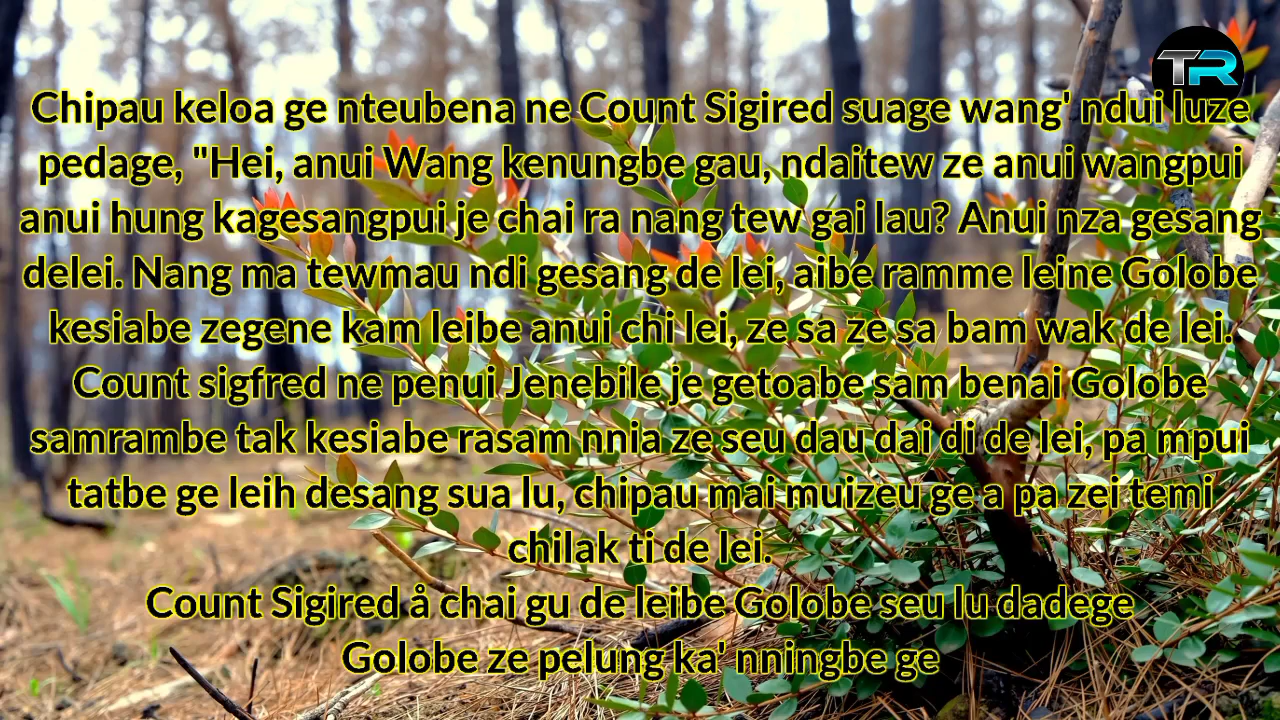 TR
Chipau keloa ge nteubena ne Count Sigired suage wang' ndui luze
pedage, "Hei, anui Wang kenungbe gau, ndaitew ze anui wangpui
anui hung kagesangpui je chai ra nang tew gai lau? Anui nza gesang
delei. Nang ma tewmau ndi gesang de lei, aibe ramme leine Golobe
kesiabe zegene kam leibe anui chi lei, ze sa ze sa bam wak de lei.
Count sigfred ne penui Jenebile je getoabe sam benai Golobe
samrambe tak kesiabe rasam nnia ze seu dau dai di de lei, pa mpui
tatbe ge leih desang sua lu, chipau mai muizeu ge a pa zei temi
chilak ti de lei.
Count Sigired å chai gu de leibe Golobe seu lu dadege
Golobe ze pelung ka' nningbe ge